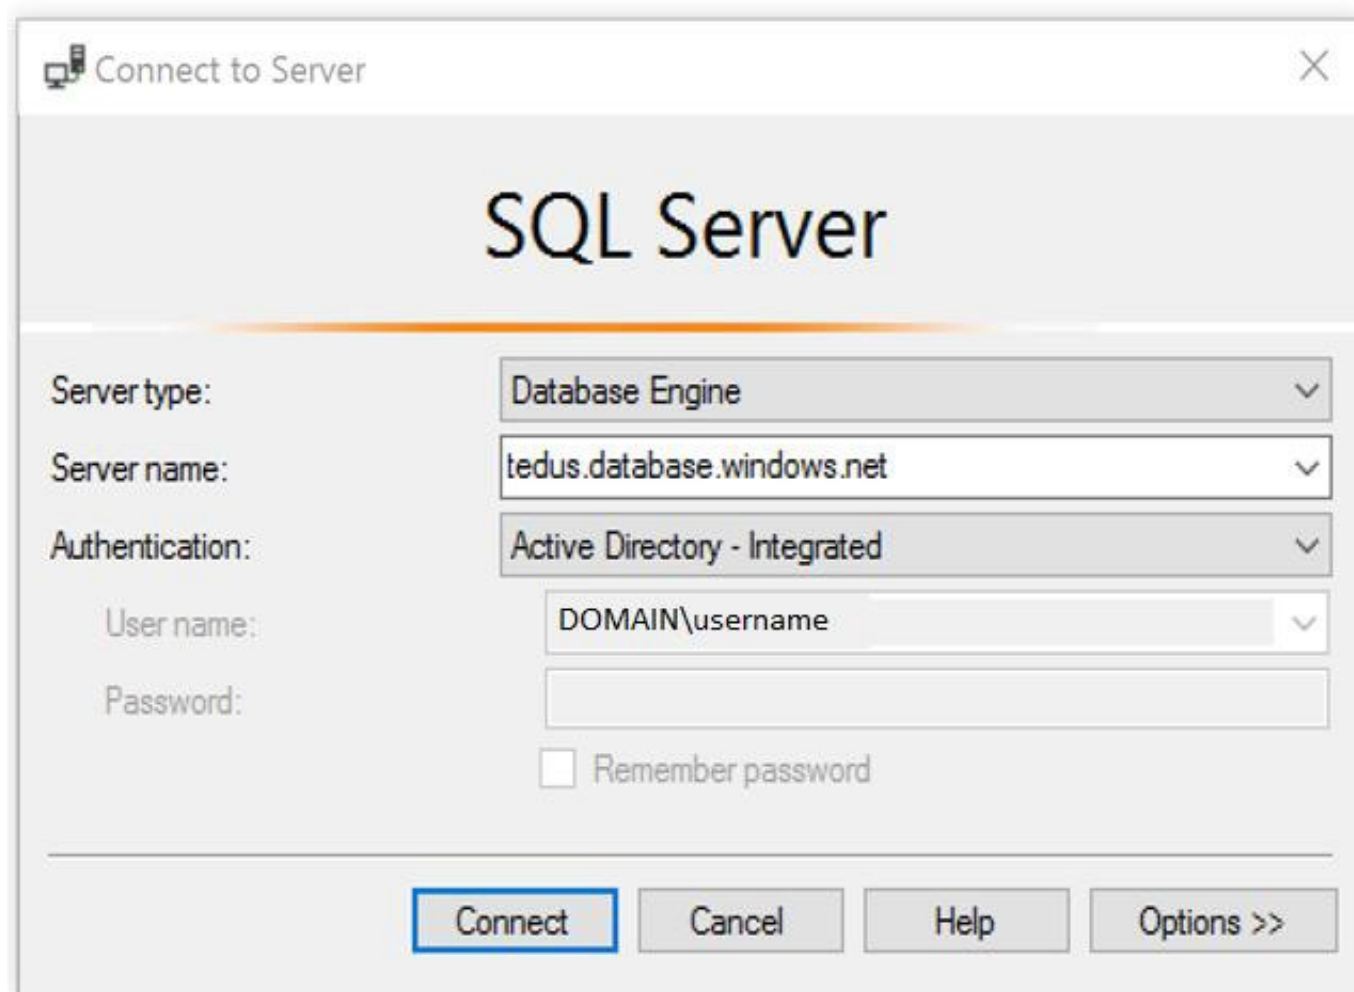 Connect to Server
SQL Server
Server type: Database Engine
Server name: tedus.database.windows.net
Authentication: Active Directory - Integrated
User name: DOMAIN\username
Password:
Remember password
Connect Cancel Help Options >>